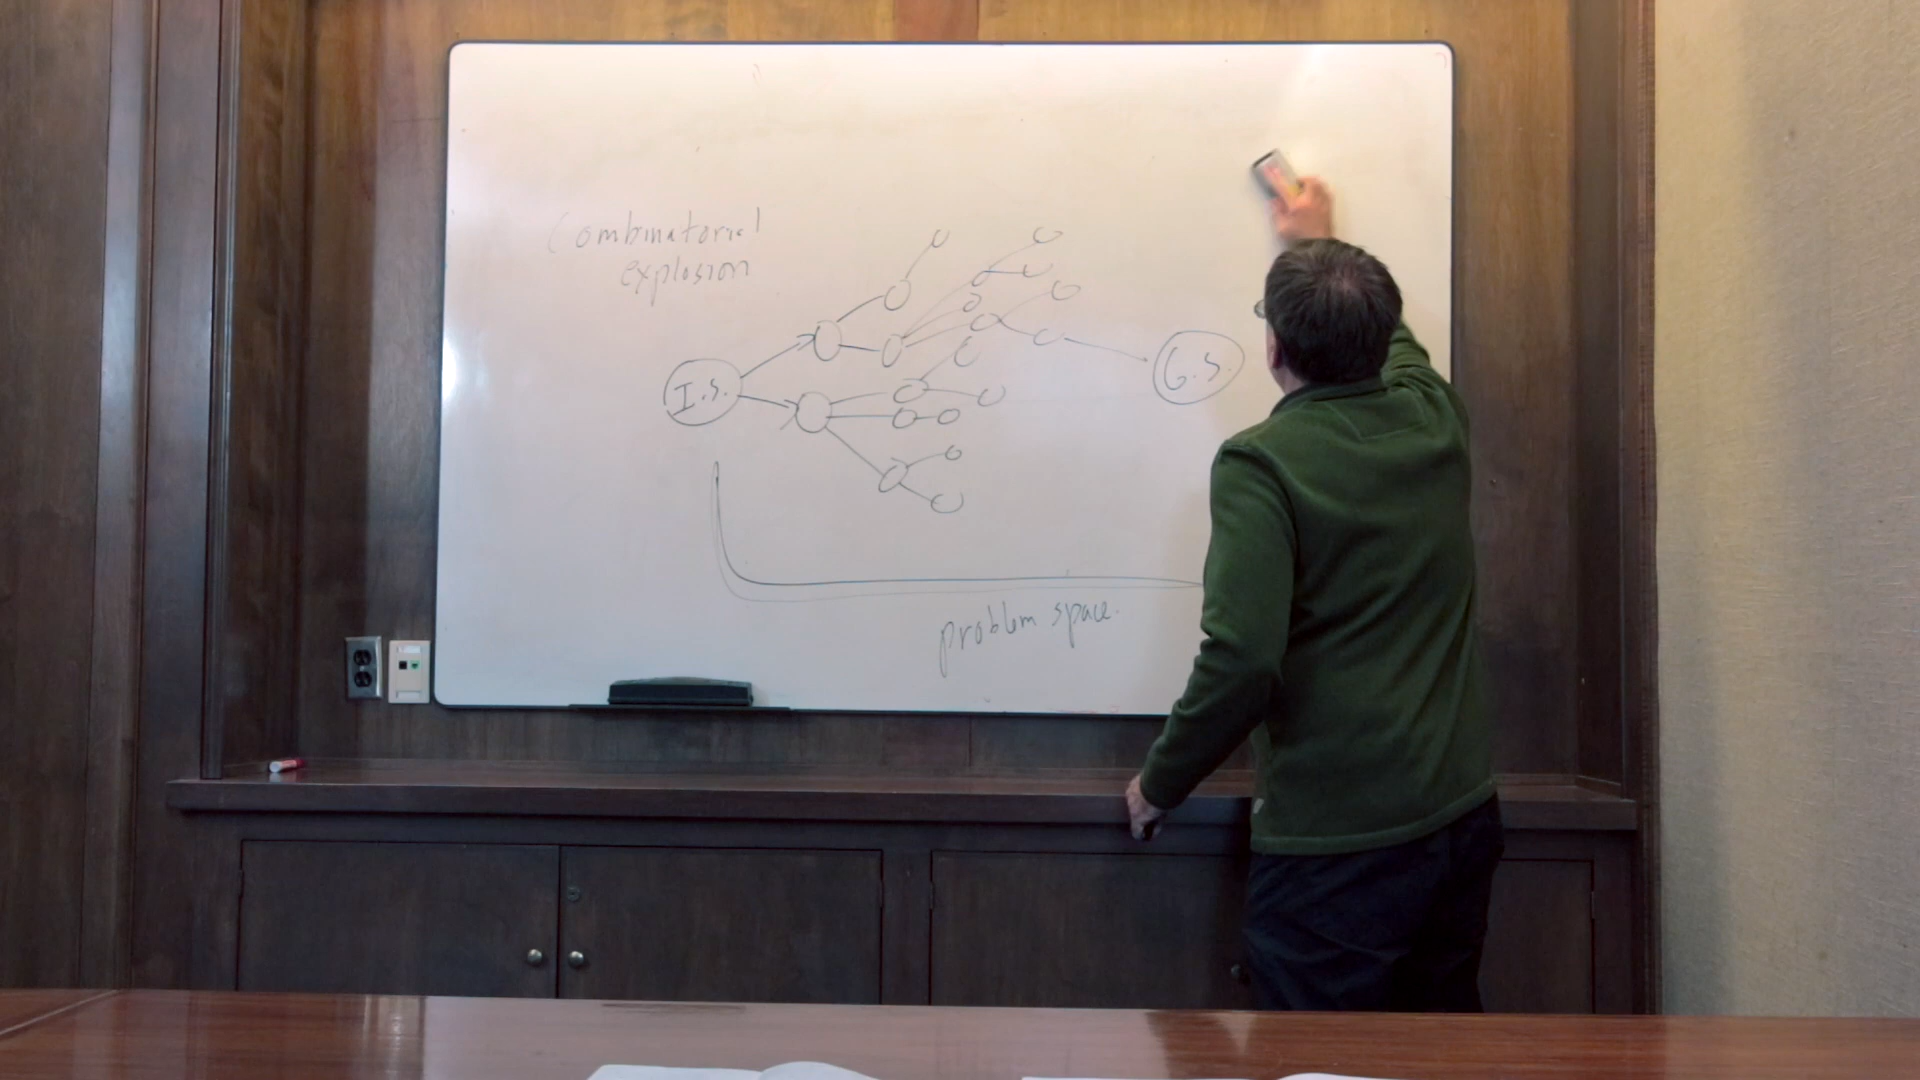 Combinatorial
explosion
I.S.
G.S.
problem space.